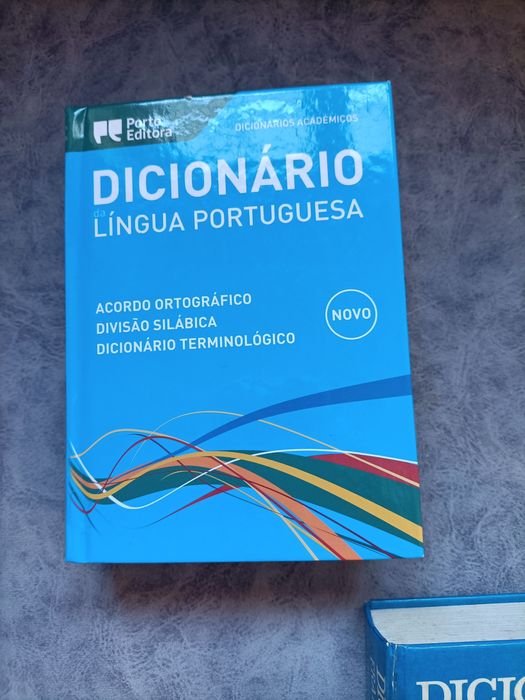 Porto
Editora
DICIONÁRIOS ACADÉMICOS
DICIONÁRIO
da
LÍNGUA PORTUGUESA
ACORDO ORTOGRÁFICO
DIVISÃO SILÁBICA
DICIONÁRIO TERMINOLÓGICO
NOVO